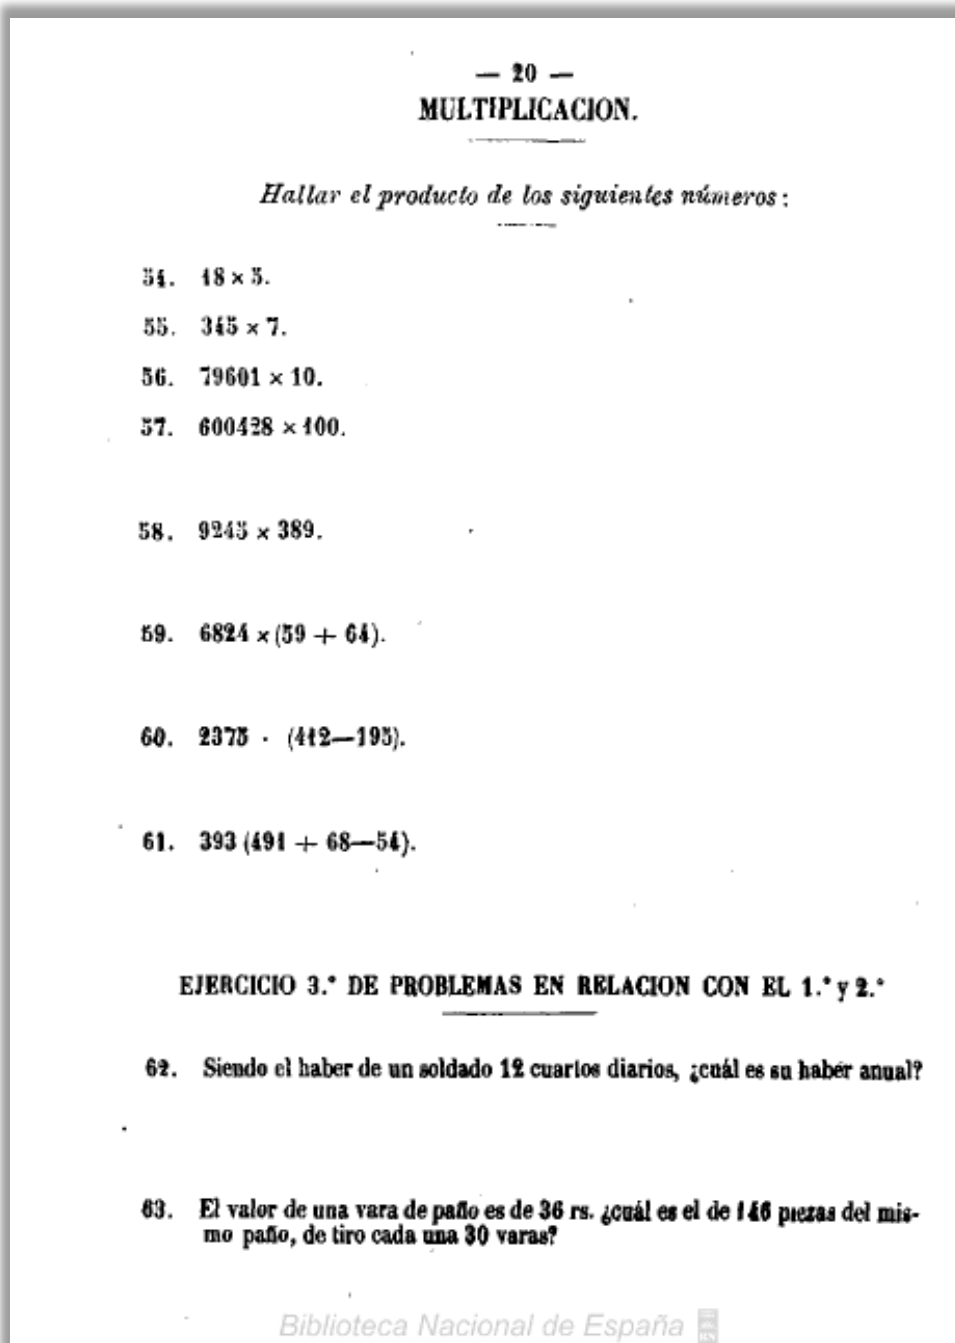 — 20 —
MULTIPLICACION.
Hallar el producto de los siguientes números:
54. 18 × 5.
55. 345 × 7.
56. 79601 × 10.
57. 600428 × 100.
58. 9245 × 389.
59. 6824 × (59 + 64).
60. 2375 · (412—195).
61. 393 (491 + 68—54).
EJERCICIO 3.° DE PROBLEMAS EN RELACION CON EL 1.° y 2.°
62. Siendo el haber de un soldado 12 cuartos diarios, ¿cuál es su haber anual?
63. El valor de una vara de paño es de 36 rs. ¿cuál es el de 146 piezas del mis-
mo paño, de tiro cada una 30 varas?
Biblioteca Nacional de España